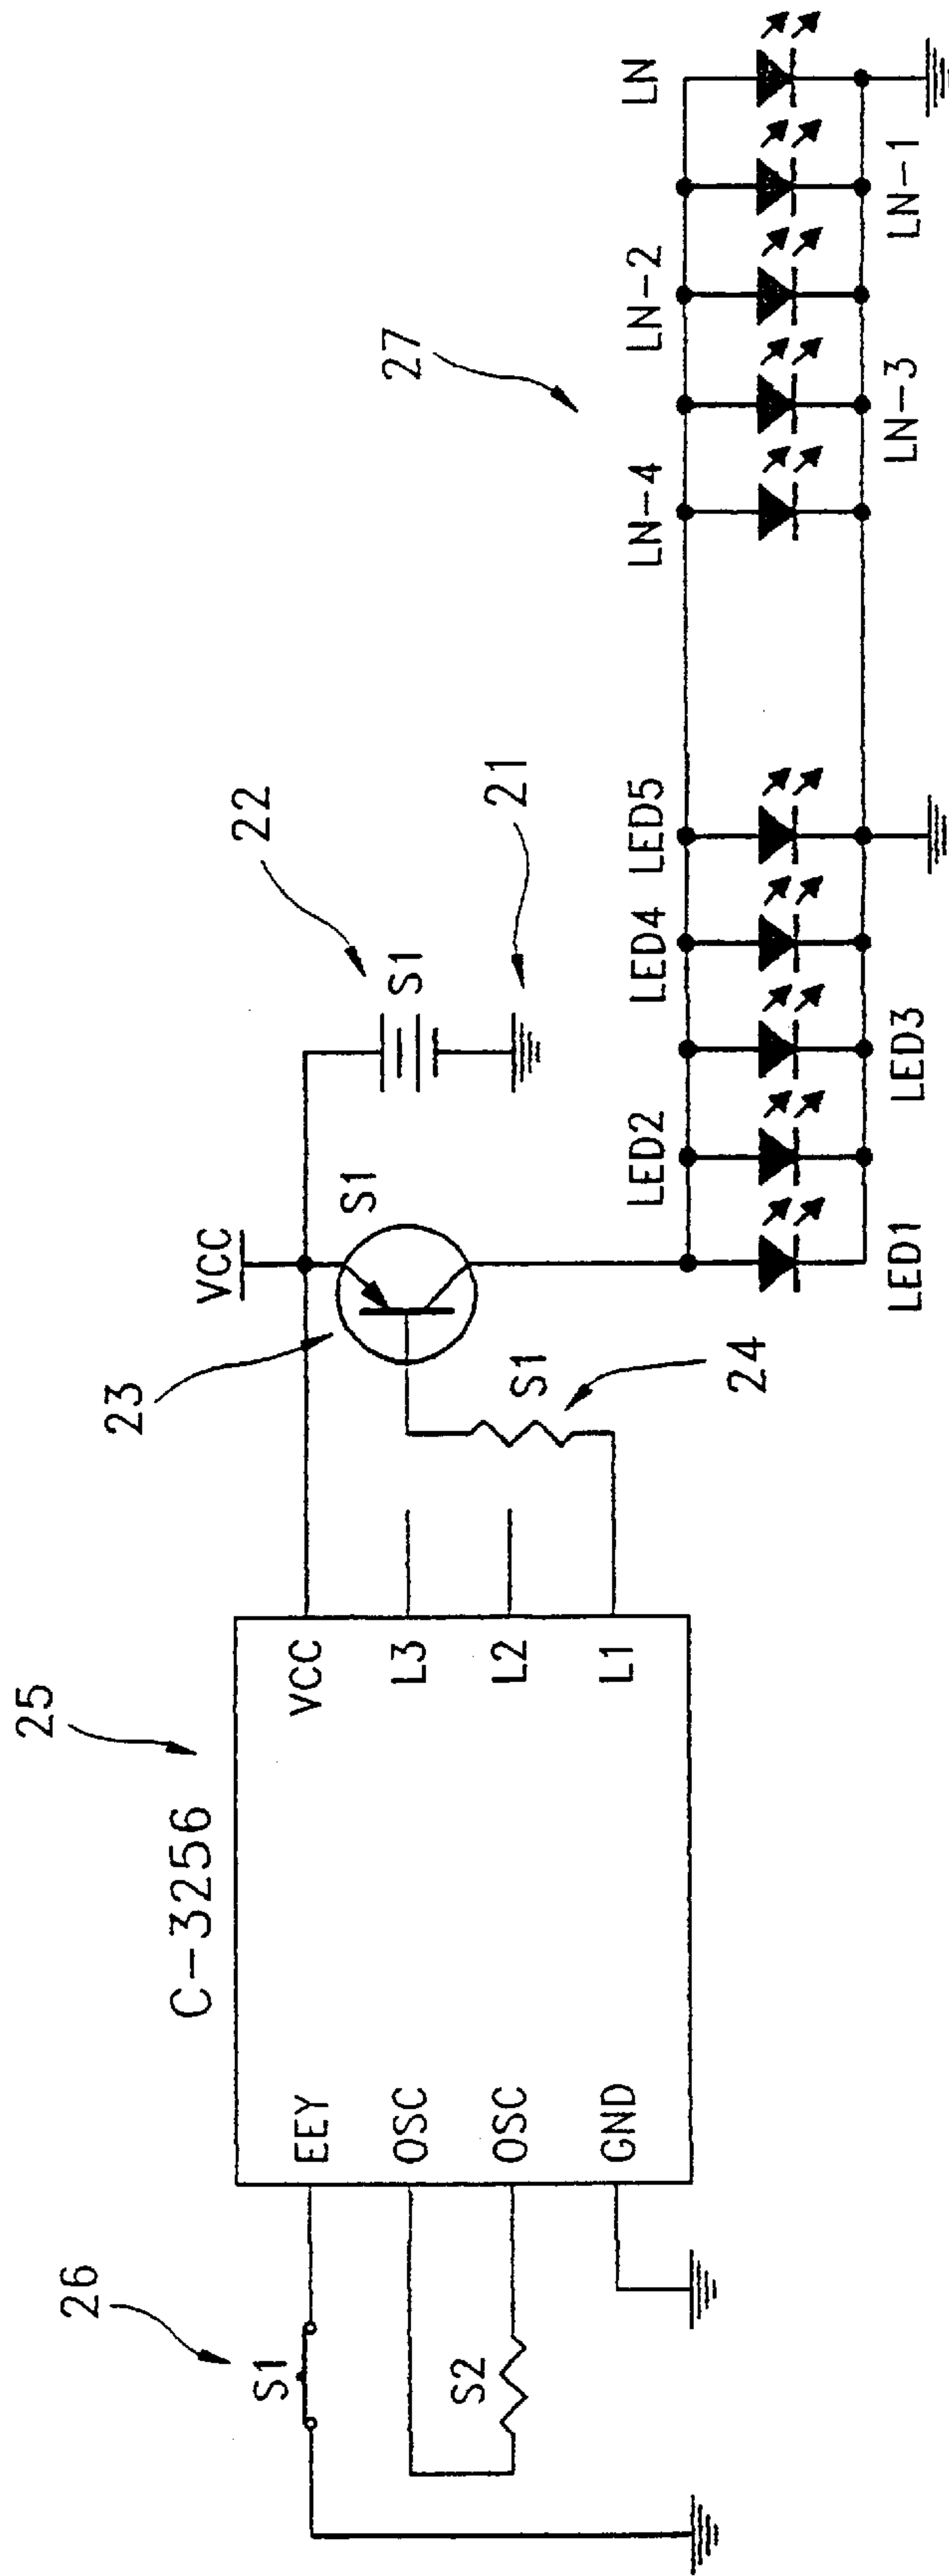 C-3256
25
26
S1
EEY
OSC
OSC
GND
S2
VCC
L3
L2
L1
23
VCC
S1
S1
24
22
S1
21
27
LED1
LED2
LED3
LED4
LED5
LN-4
LN-3
LN-2
LN-1
LN